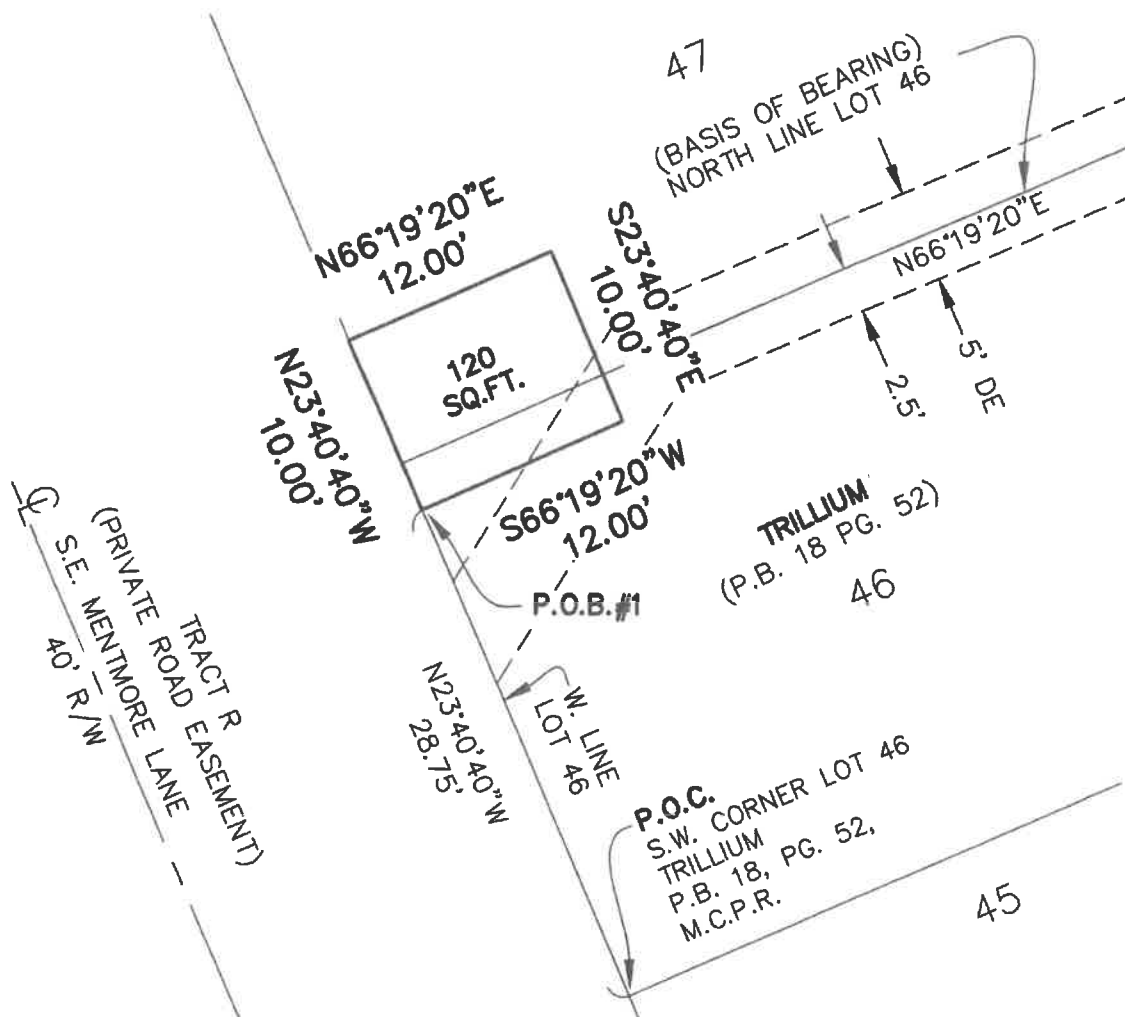 47
(BASIS OF BEARING)
NORTH LINE LOT 46
N66°19'20"E
12.00'
S23°40'40"E
10.00'
N66°19'20"E
120
SQ.FT.
N23°40'40"W
10.00'
5' DE
2.5'
S66°19'20"W
12.00'
TRILLIUM
(P.B. 18 PG. 52)
46
P.O.B.#1
℄
S.E. MENTMORE LANE
40' R/W
TRACT R
(PRIVATE ROAD EASEMENT)
N23°40'40"W
28.75'
W. LINE
LOT 46
P.O.C.
S.W. CORNER LOT 46
TRILLIUM
P.B. 18, PG. 52,
M.C.P.R.
45